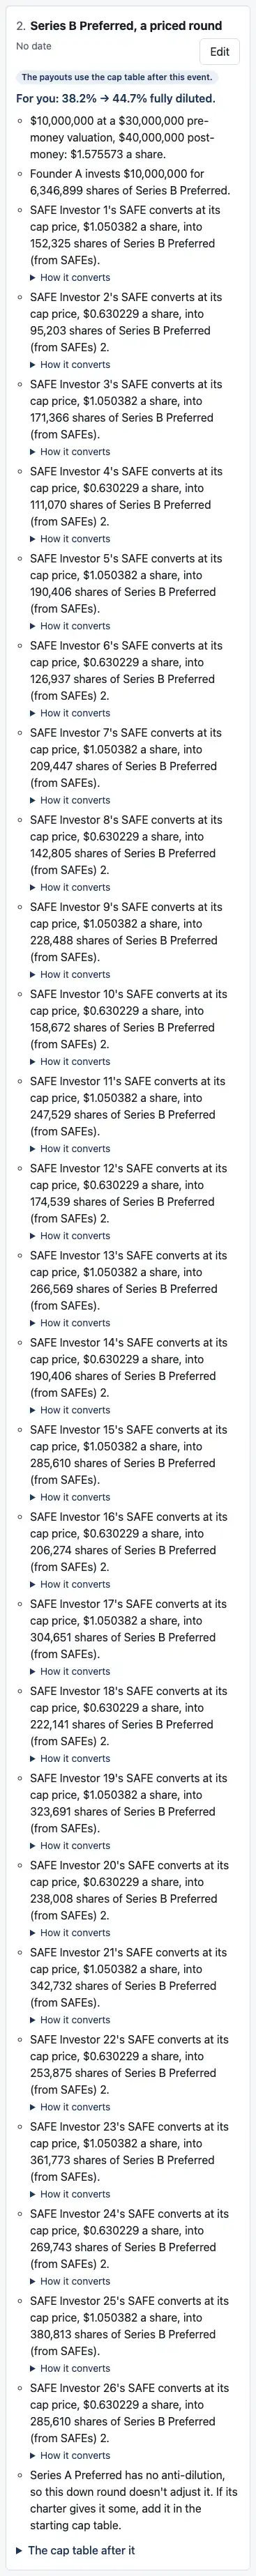 2. Series B Preferred, a priced round
No date
Edit
The payouts use the cap table after this event.
For you: 38.2% → 44.7% fully diluted.
$10,000,000 at a $30,000,000 pre-
money valuation, $40,000,000 post-
money: $1.575573 a share.
Founder A invests $10,000,000 for
6,346,899 shares of Series B Preferred.
SAFE Investor 1's SAFE converts at its
cap price, $1.050382 a share, into
152,325 shares of Series B Preferred
(from SAFEs).
How it converts
SAFE Investor 2's SAFE converts at its
cap price, $0.630229 a share, into
95,203 shares of Series B Preferred
(from SAFEs) 2.
How it converts
SAFE Investor 3's SAFE converts at its
cap price, $1.050382 a share, into
171,366 shares of Series B Preferred
(from SAFEs).
How it converts
SAFE Investor 4's SAFE converts at its
cap price, $0.630229 a share, into
111,070 shares of Series B Preferred
(from SAFEs) 2.
How it converts
SAFE Investor 5's SAFE converts at its
cap price, $1.050382 a share, into
190,406 shares of Series B Preferred
(from SAFEs).
How it converts
SAFE Investor 6's SAFE converts at its
cap price, $0.630229 a share, into
126,937 shares of Series B Preferred
(from SAFEs) 2.
How it converts
SAFE Investor 7's SAFE converts at its
cap price, $1.050382 a share, into
209,447 shares of Series B Preferred
(from SAFEs).
How it converts
SAFE Investor 8's SAFE converts at its
cap price, $0.630229 a share, into
142,805 shares of Series B Preferred
(from SAFEs) 2.
How it converts
SAFE Investor 9's SAFE converts at its
cap price, $1.050382 a share, into
228,488 shares of Series B Preferred
(from SAFEs).
How it converts
SAFE Investor 10's SAFE converts at its
cap price, $0.630229 a share, into
158,672 shares of Series B Preferred
(from SAFEs) 2.
How it converts
SAFE Investor 11's SAFE converts at its
cap price, $1.050382 a share, into
247,529 shares of Series B Preferred
(from SAFEs).
How it converts
SAFE Investor 12's SAFE converts at its
cap price, $0.630229 a share, into
174,539 shares of Series B Preferred
(from SAFEs) 2.
How it converts
SAFE Investor 13's SAFE converts at its
cap price, $1.050382 a share, into
266,569 shares of Series B Preferred
(from SAFEs).
How it converts
SAFE Investor 14's SAFE converts at its
cap price, $0.630229 a share, into
190,406 shares of Series B Preferred
(from SAFEs) 2.
How it converts
SAFE Investor 15's SAFE converts at its
cap price, $1.050382 a share, into
285,610 shares of Series B Preferred
(from SAFEs).
How it converts
SAFE Investor 16's SAFE converts at its
cap price, $0.630229 a share, into
206,274 shares of Series B Preferred
(from SAFEs) 2.
How it converts
SAFE Investor 17's SAFE converts at its
cap price, $1.050382 a share, into
304,651 shares of Series B Preferred
(from SAFEs).
How it converts
SAFE Investor 18's SAFE converts at its
cap price, $0.630229 a share, into
222,141 shares of Series B Preferred
(from SAFEs) 2.
How it converts
SAFE Investor 19's SAFE converts at its
cap price, $1.050382 a share, into
323,691 shares of Series B Preferred
(from SAFEs).
How it converts
SAFE Investor 20's SAFE converts at its
cap price, $0.630229 a share, into
238,008 shares of Series B Preferred
(from SAFEs) 2.
How it converts
SAFE Investor 21's SAFE converts at its
cap price, $1.050382 a share, into
342,732 shares of Series B Preferred
(from SAFEs).
How it converts
SAFE Investor 22's SAFE converts at its
cap price, $0.630229 a share, into
253,875 shares of Series B Preferred
(from SAFEs) 2.
How it converts
SAFE Investor 23's SAFE converts at its
cap price, $1.050382 a share, into
361,773 shares of Series B Preferred
(from SAFEs).
How it converts
SAFE Investor 24's SAFE converts at its
cap price, $0.630229 a share, into
269,743 shares of Series B Preferred
(from SAFEs) 2.
How it converts
SAFE Investor 25's SAFE converts at its
cap price, $1.050382 a share, into
380,813 shares of Series B Preferred
(from SAFEs).
How it converts
SAFE Investor 26's SAFE converts at its
cap price, $0.630229 a share, into
285,610 shares of Series B Preferred
(from SAFEs) 2.
How it converts
Series A Preferred has no anti-dilution,
so this down round doesn't adjust it. If its
charter gives it some, add it in the
starting cap table.
The cap table after it